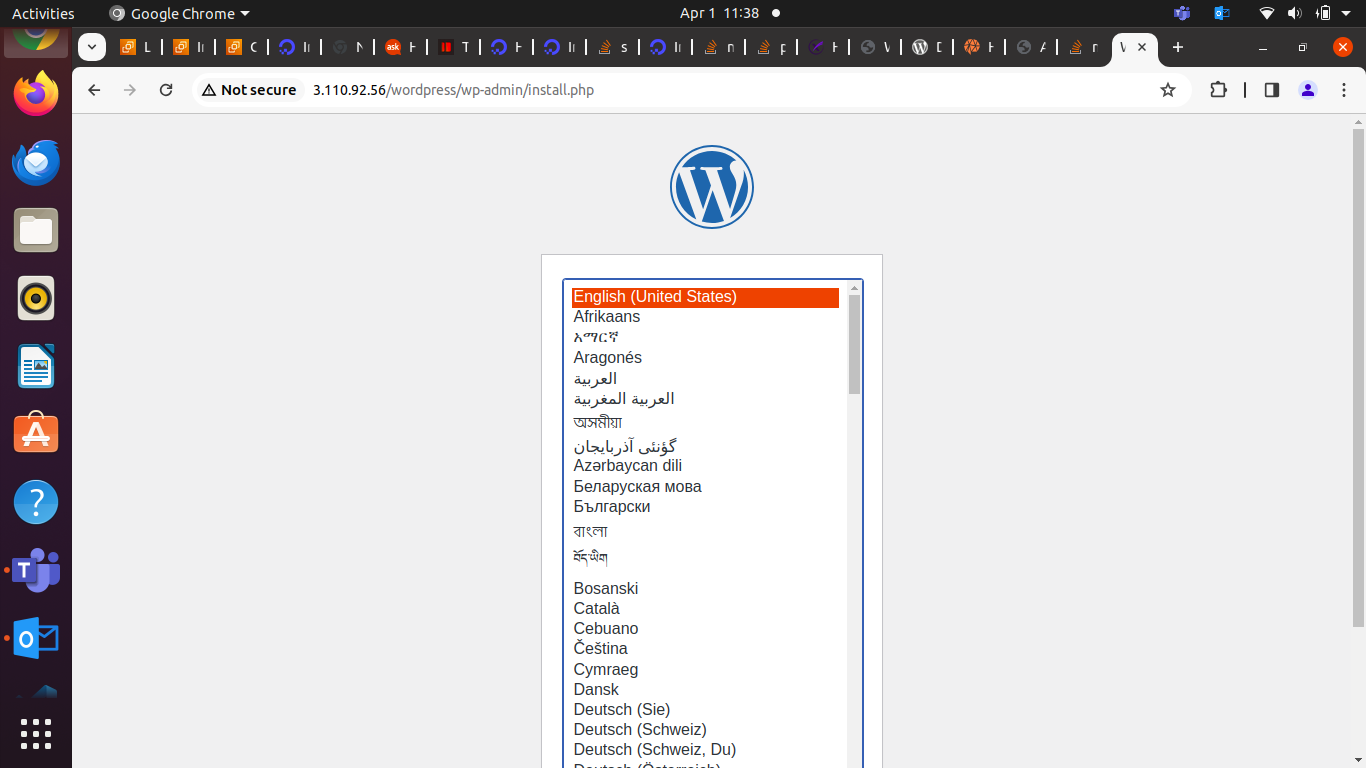 Activities
Google Chrome
Apr 1 11:38
Not secure
3.110.92.56/wordpress/wp-admin/install.php
English (United States)
Afrikaans
አማርኛ
Aragonés
العربية
العربية المغربية
অসমীয়া
گؤنئی آذربایجان
Azərbaycan dili
Беларуская мова
Български
বাংলা
བོད་ཡིག
Bosanski
Català
Cebuano
Čeština
Cymraeg
Dansk
Deutsch (Sie)
Deutsch (Schweiz)
Deutsch (Schweiz, Du)
Deutsch (Österreich)